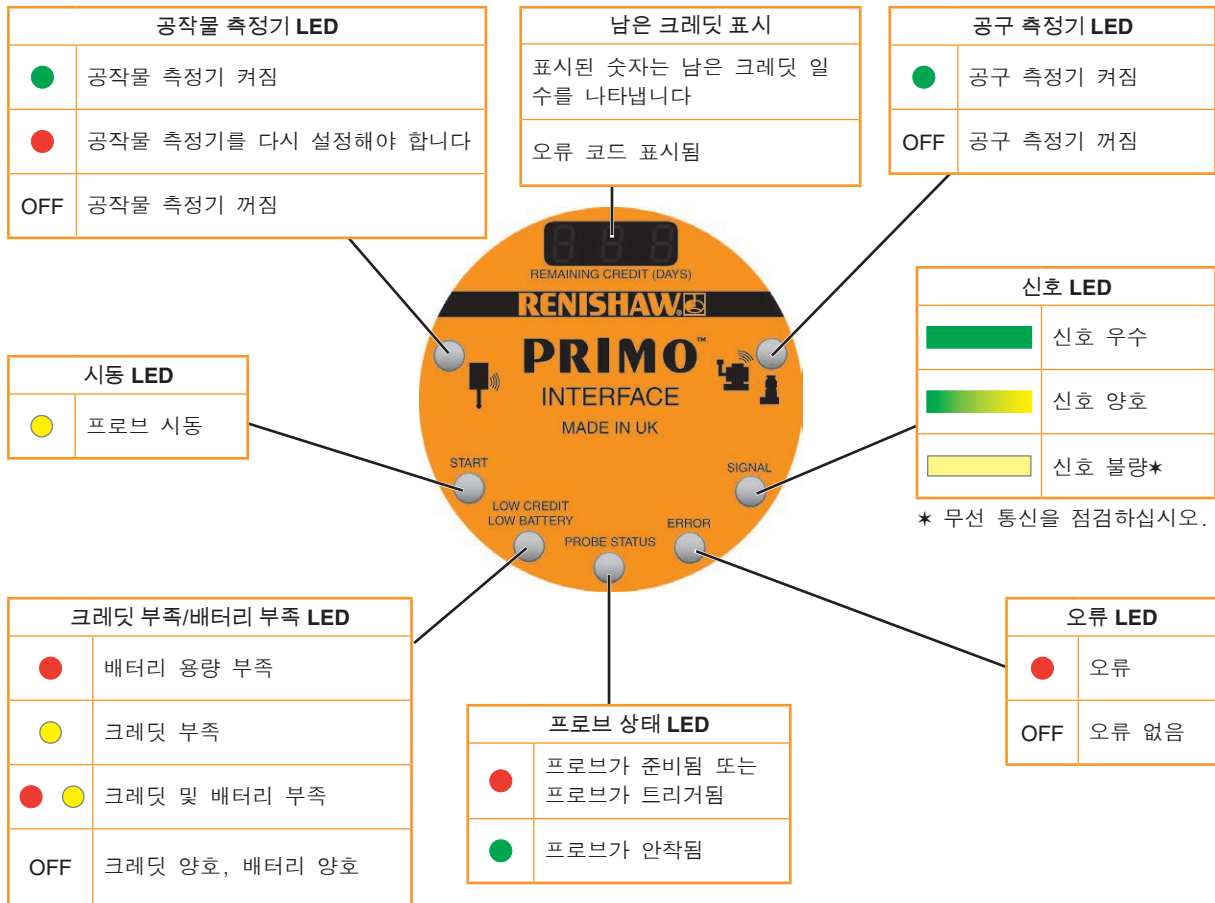 공작물 측정기 LED
공작물 측정기 켜짐
공작물 측정기를 다시 설정해야 합니다
OFF 공작물 측정기 꺼짐
남은 크레딧 표시
표시된 숫자는 남은 크레딧 일
수를 나타냅니다
오류 코드 표시됨
공구 측정기 LED
공구 측정기 켜짐
OFF 공구 측정기 꺼짐
888
REMAINING CREDIT (DAYS)
RENISHAW
PRIMO™
INTERFACE
MADE IN UK
START
SIGNAL
LOW CREDIT
LOW BATTERY
PROBE STATUS
ERROR
시동 LED
프로브 시동
신호 LED
신호 우수
신호 양호
신호 불량✶
✶ 무선 통신을 점검하십시오.
크레딧 부족/배터리 부족 LED
배터리 용량 부족
크레딧 부족
크레딧 및 배터리 부족
OFF 크레딧 양호, 배터리 양호
프로브 상태 LED
프로브가 준비됨 또는
프로브가 트리거됨
프로브가 안착됨
오류 LED
오류
OFF 오류 없음